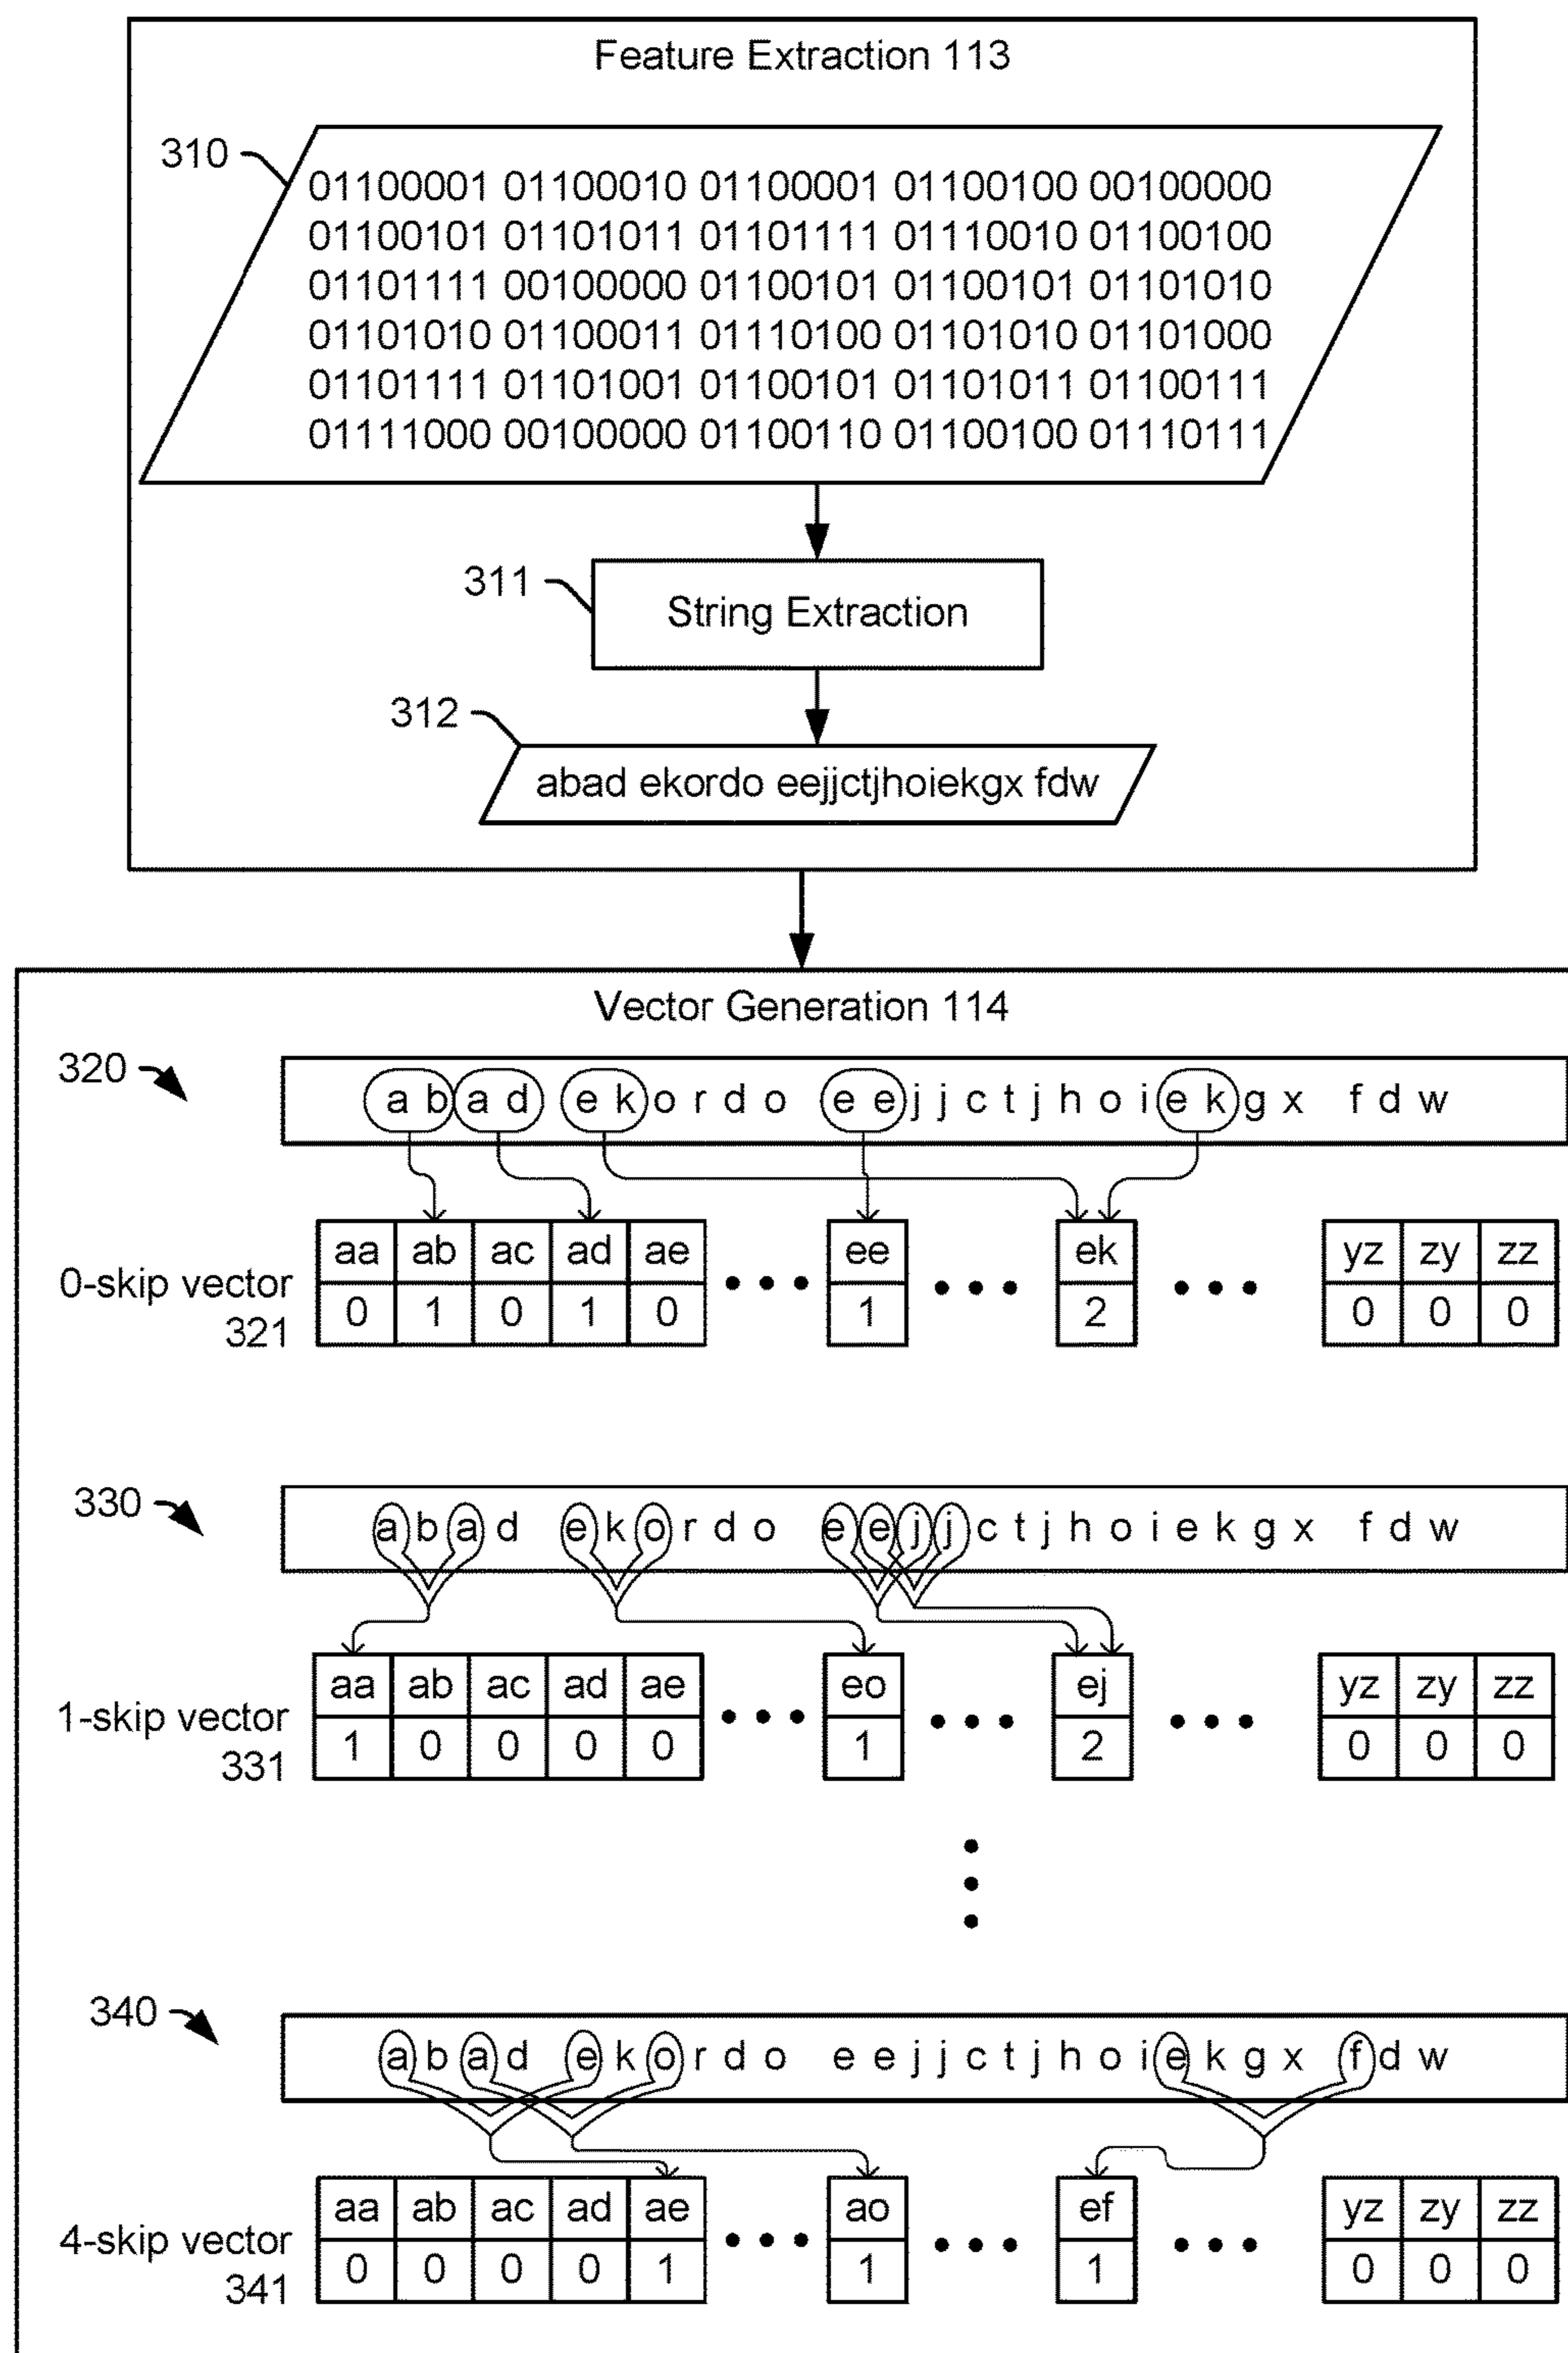 Feature Extraction 113
310
01100001 01100010 01100001 01100100 00100000
01100101 01101011 01101111 01110010 01100100
01101111 00100000 01100101 01100101 01101010
01101010 01100011 01110100 01101010 01101000
01101111 01101001 01100101 01101011 01100111
01111000 00100000 01100110 01100100 01110111
311
String Extraction
312
abad ekordo eejjctjhoiekgx fdw
Vector Generation 114
320
a b a d e k o r d o e e j j c t j h o i e k g x f d w
aa ab ac ad ae ee ek yz zy zz
0-skip vector
321
0 1 0 1 0 1 2 0 0 0
330
a b a d e k o r d o e e j j c t j h o i e k g x f d w
aa ab ac ad ae eo ej yz zy zz
1-skip vector
331
1 0 0 0 0 1 2 0 0 0
340
a b a d e k o r d o e e j j c t j h o i e k g x f d w
aa ab ac ad ae ao ef yz zy zz
4-skip vector
341
0 0 0 0 1 1 1 0 0 0